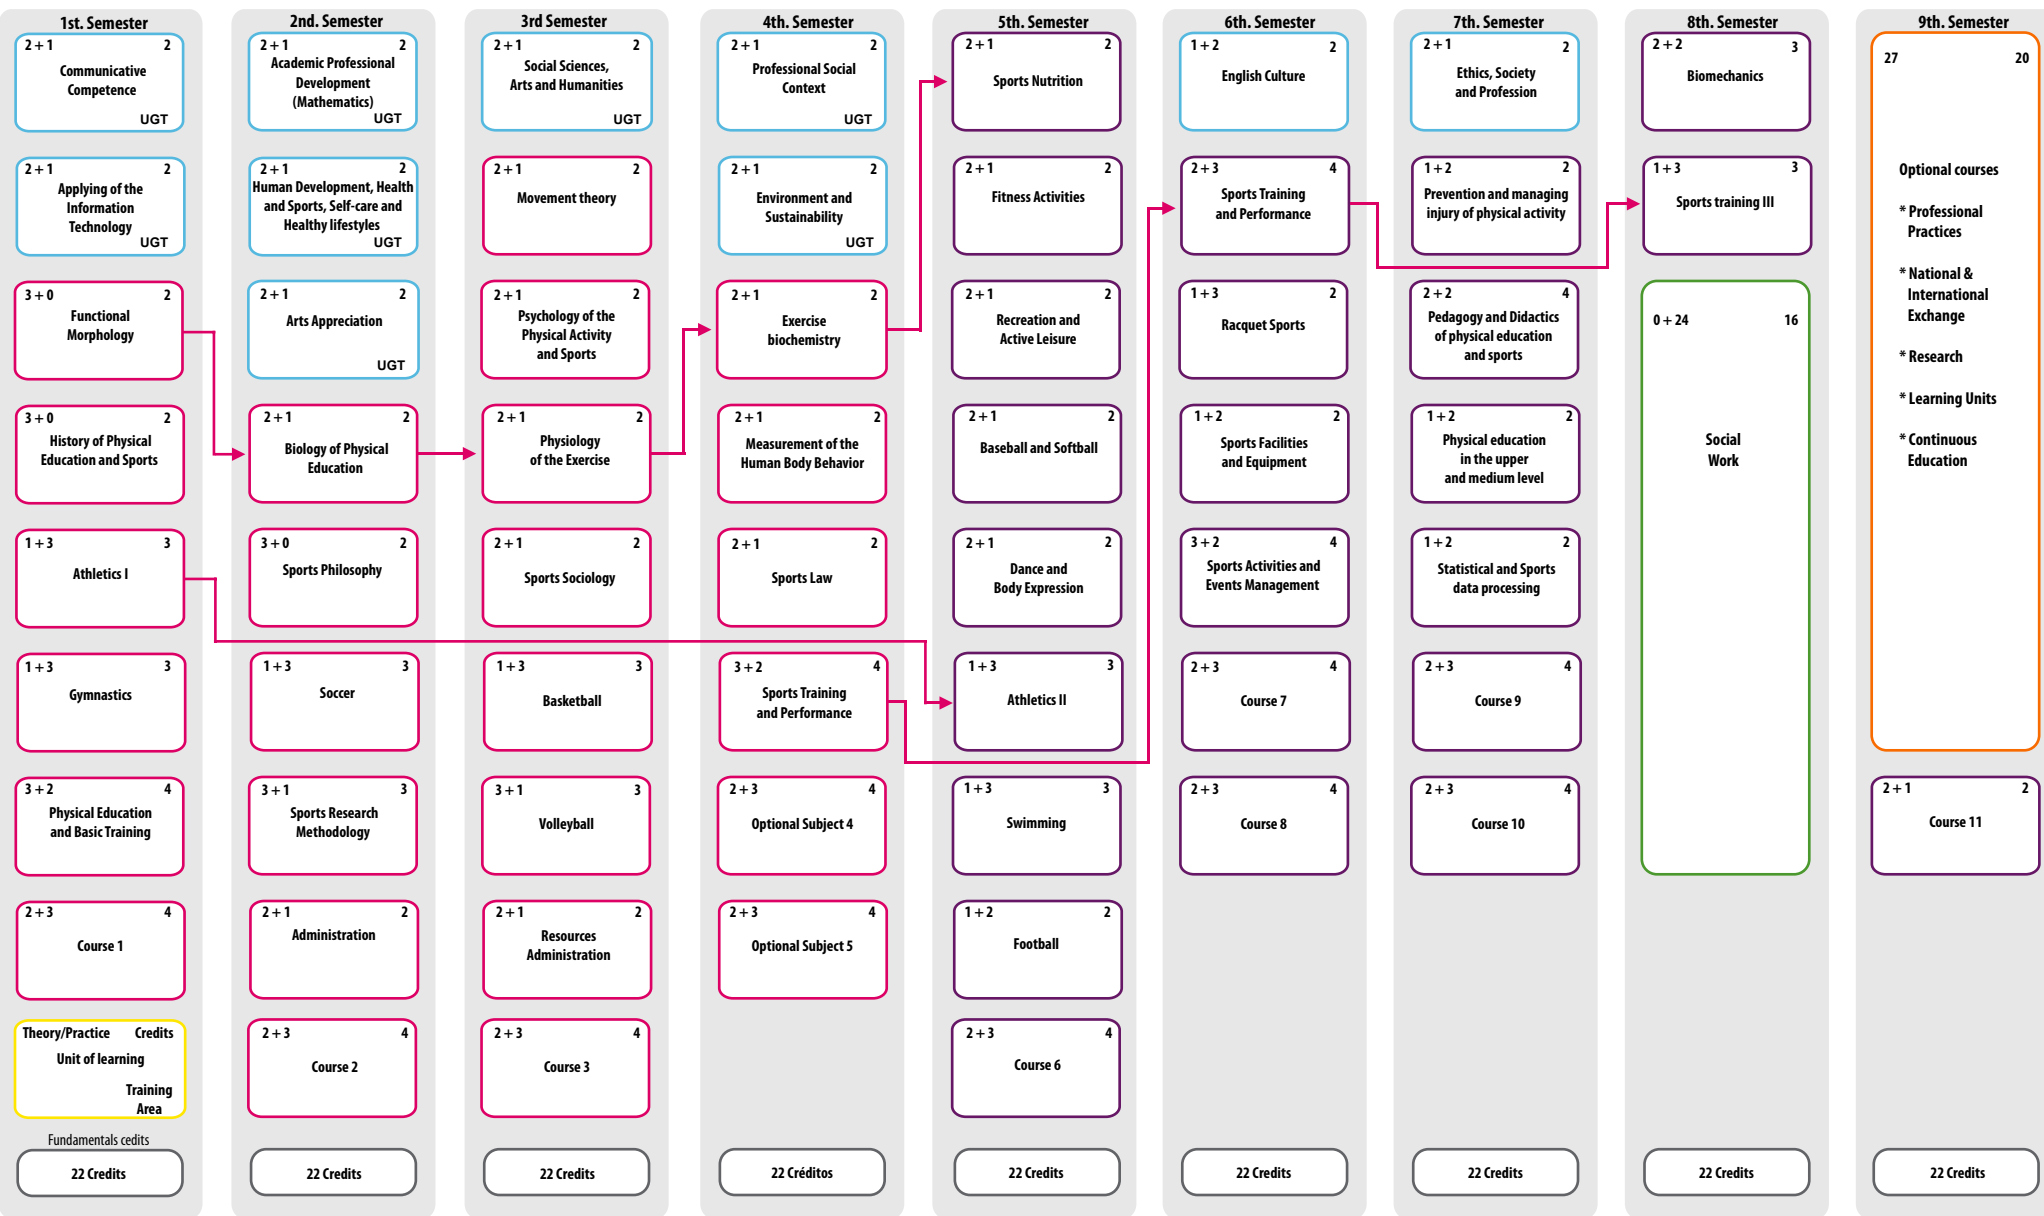 1st. Semester
2 + 1 2
Communicative
Competence
UGT
2 + 1 2
Applying of the
Information
Technology
UGT
3 + 0 2
Functional
Morphology
3 + 0 2
History of Physical
Education and Sports
1 + 3 3
Athletics I
1 + 3 3
Gymnastics
3 + 2 4
Physical Education
and Basic Training
2 + 3 4
Course 1
Theory/Practice Credits
Unit of learning
Training
Area
Fundamentals cedits
22 Credits
2nd. Semester
2 + 1 2
Academic Professional
Development
(Mathematics)
UGT
2 + 1 2
Human Development, Health
and Sports, Self-care and
Healthy lifestyles
UGT
2 + 1 2
Arts Appreciation
UGT
2 + 1 2
Biology of Physical
Education
3 + 0 2
Sports Philosophy
1 + 3 3
Soccer
3 + 1 3
Sports Research
Methodology
2 + 1 2
Administration
2 + 3 4
Course 2
22 Credits
3rd Semester
2 + 1 2
Social Sciences,
Arts and Humanities
UGT
2 + 1 2
Movement theory
2 + 1 2
Psychology of the
Physical Activity
and Sports
2 + 1 2
Physiology
of the Exercise
2 + 1 2
Sports Sociology
1 + 3 3
Basketball
3 + 1 3
Volleyball
2 + 1 2
Resources
Administration
2 + 3 4
Course 3
22 Credits
4th. Semester
2 + 1 2
Professional Social
Context
UGT
2 + 1 2
Environment and
Sustainability
UGT
2 + 1 2
Exercise
biochemistry
2 + 1 2
Measurement of the
Human Body Behavior
2 + 1 2
Sports Law
3 + 2 4
Sports Training
and Performance
2 + 3 4
Optional Subject 4
2 + 3 4
Optional Subject 5
22 Créditos
5th. Semester
2 + 1 2
Sports Nutrition
2 + 1 2
Fitness Activities
2 + 1 2
Recreation and
Active Leisure
2 + 1 2
Baseball and Softball
2 + 1 2
Dance and
Body Expression
1 + 3 3
Athletics II
1 + 3 3
Swimming
1 + 2 2
Football
2 + 3 4
Course 6
22 Credits
6th. Semester
1 + 2 2
English Culture
2 + 3 4
Sports Training
and Performance
1 + 3 2
Racquet Sports
1 + 2 2
Sports Facilities
and Equipment
3 + 2 4
Sports Activities and
Events Management
2 + 3 4
Course 7
2 + 3 4
Course 8
22 Credits
7th. Semester
2 + 1 2
Ethics, Society
and Profession
1 + 2 2
Prevention and managing
injury of physical activity
2 + 2 4
Pedagogy and Didactics
of physical education
and sports
1 + 2 2
Physical education
in the upper
and medium level
1 + 2 2
Statistical and Sports
data processing
2 + 3 4
Course 9
2 + 3 4
Course 10
22 Credits
8th. Semester
2 + 2 3
Biomechanics
1 + 3 3
Sports training III
0 + 24 16
Social
Work
22 Credits
9th. Semester
27 20
Optional courses
* Professional
Practices
* National &
International
Exchange
* Research
* Learning Units
* Continuous
Education
2 + 1 2
Course 11
22 Credits